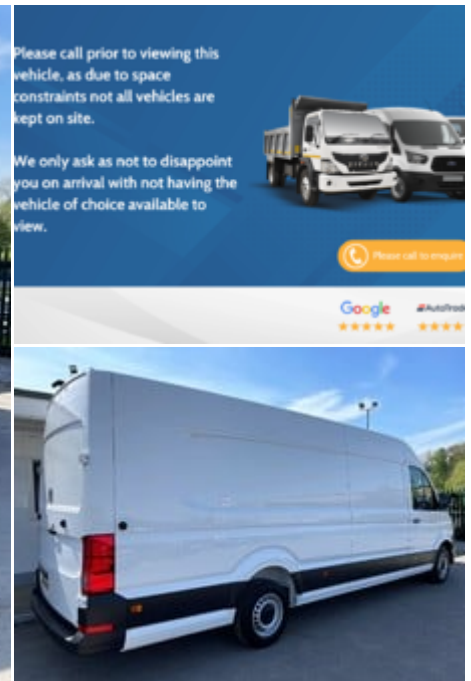 Please call prior to viewing this
vehicle, as due to space
constraints not all vehicles are
kept on site.
We only ask as not to disappoint
you on arrival with not having the
vehicle of choice available to
view.
Please call to enquire
Google
AutoTrade